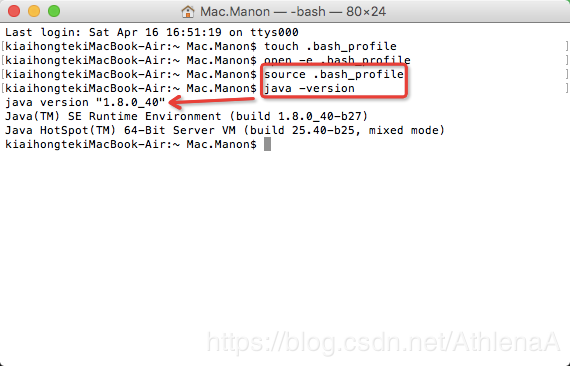 Mac.Manon — -bash — 80×24
Last login: Sat Apr 16 16:51:19 on ttys000
[kiaihongtekiMacBook-Air:~ Mac.Manon$ touch .bash_profile ]
[kiaihongtekiMacBook-Air:~ Mac.Manon$ open -e .bash_profile ]
[kiaihongtekiMacBook-Air:~ Mac.Manon$ source .bash_profile ]
[kiaihongtekiMacBook-Air:~ Mac.Manon$ java -version ]
java version "1.8.0_40"
Java(TM) SE Runtime Environment (build 1.8.0_40-b27)
Java HotSpot(TM) 64-Bit Server VM (build 25.40-b25, mixed mode)
kiaihongtekiMacBook-Air:~ Mac.Manon$
https://blog.csdn.net/AthlenaA